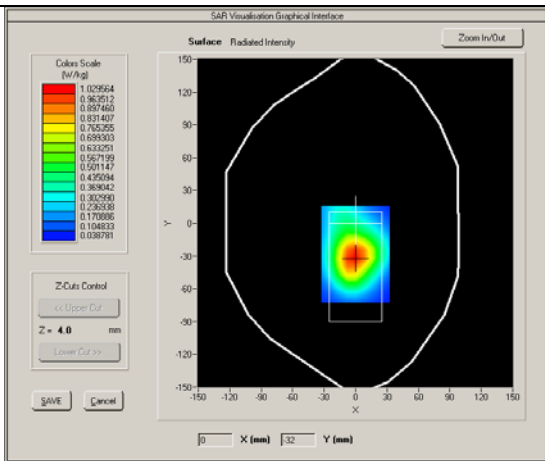 SAR Visualisation Graphical Interface
Surface Radiated Intensity
Zoom In/Out
Colors Scale
(W/kg)
1.029564
0.963512
0.897460
0.831407
0.765355
0.699303
0.633251
0.567199
0.501147
0.435094
0.369042
0.302990
0.236938
0.170886
0.104833
0.038781
Z-Cuts Control
<< Upper Cut
Z = 4.0 mm
Lower Cut >>
SAVE Cancel
150-
120-
90-
60-
30-
0-
-30-
-60-
-90-
-120-
-150-
Y
-150 -120 -90 -60 -30 0 30 60 90 120 150
X
0 X (mm) -32 Y (mm)